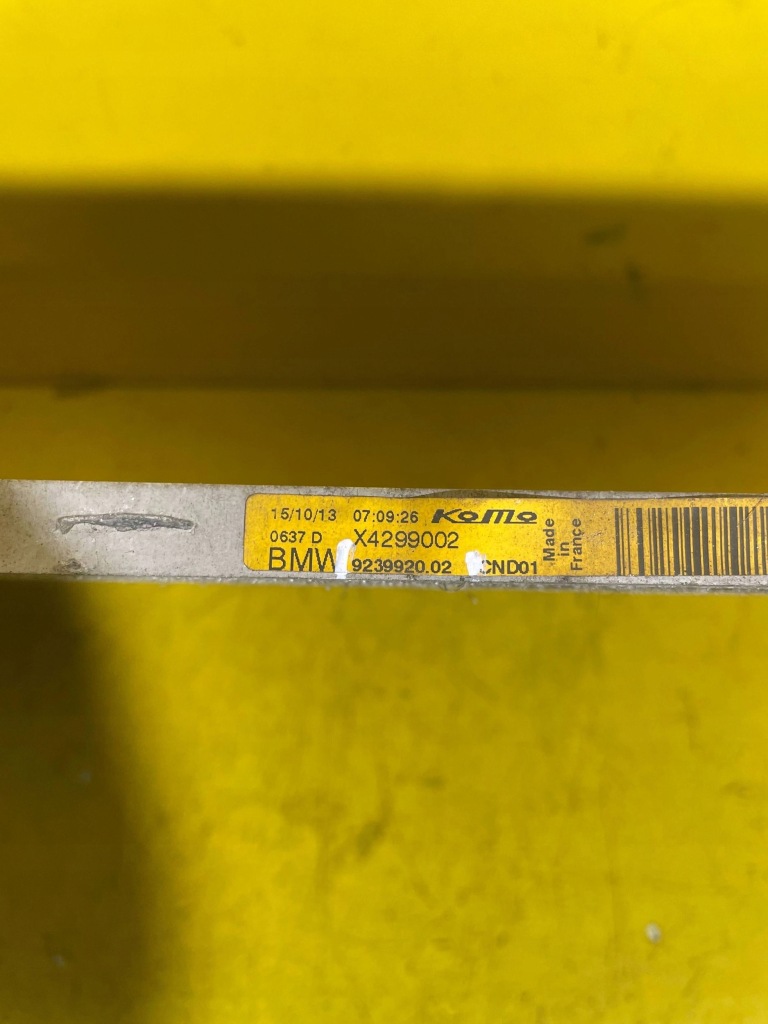 15/10/13 07:09:26 KoMo
0637 D X4299002
BMW 9239920.02 CND01
Made in France